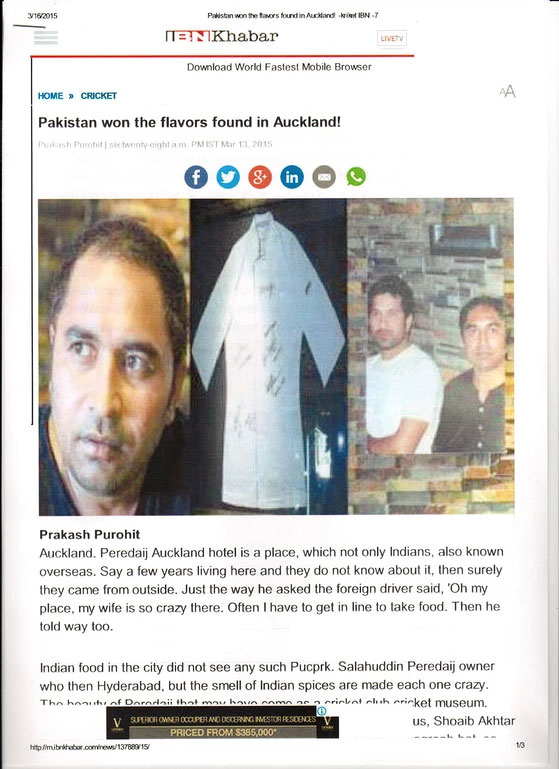 3/16/2015
Pakistan won the flavors found in Auckland! -kriket IBN -7
IBNKhabar
LIVETV
Download World Fastest Mobile Browser
HOME » CRICKET
AA
Pakistan won the flavors found in Auckland!
Prakash Purohit | six twenty-eight a.m. PM IST Mar 13, 2015
Prakash Purohit
Auckland. Peredaij Auckland hotel is a place, which not only Indians, also known
overseas. Say a few years living here and they do not know about it, then surely
they came from outside. Just the way he asked the foreign driver said, 'Oh my
place, my wife is so crazy there. Often I have to get in line to take food. Then he
told way too.
Indian food in the city did not see any such Pucprk. Salahuddin Peredaij owner
who then Hyderabad, but the smell of Indian spices are made each one crazy.
The beauty of Peredaij that may have come as a cricket club cricket museum.
us, Shoaib Akhtar
SUPERIOR OWNER OCCUPIER AND DISCERNING INVESTOR RESIDENCES
PRICED FROM $385,000*
http://m.ibnkhabar.com/news/137889/15/
1/3